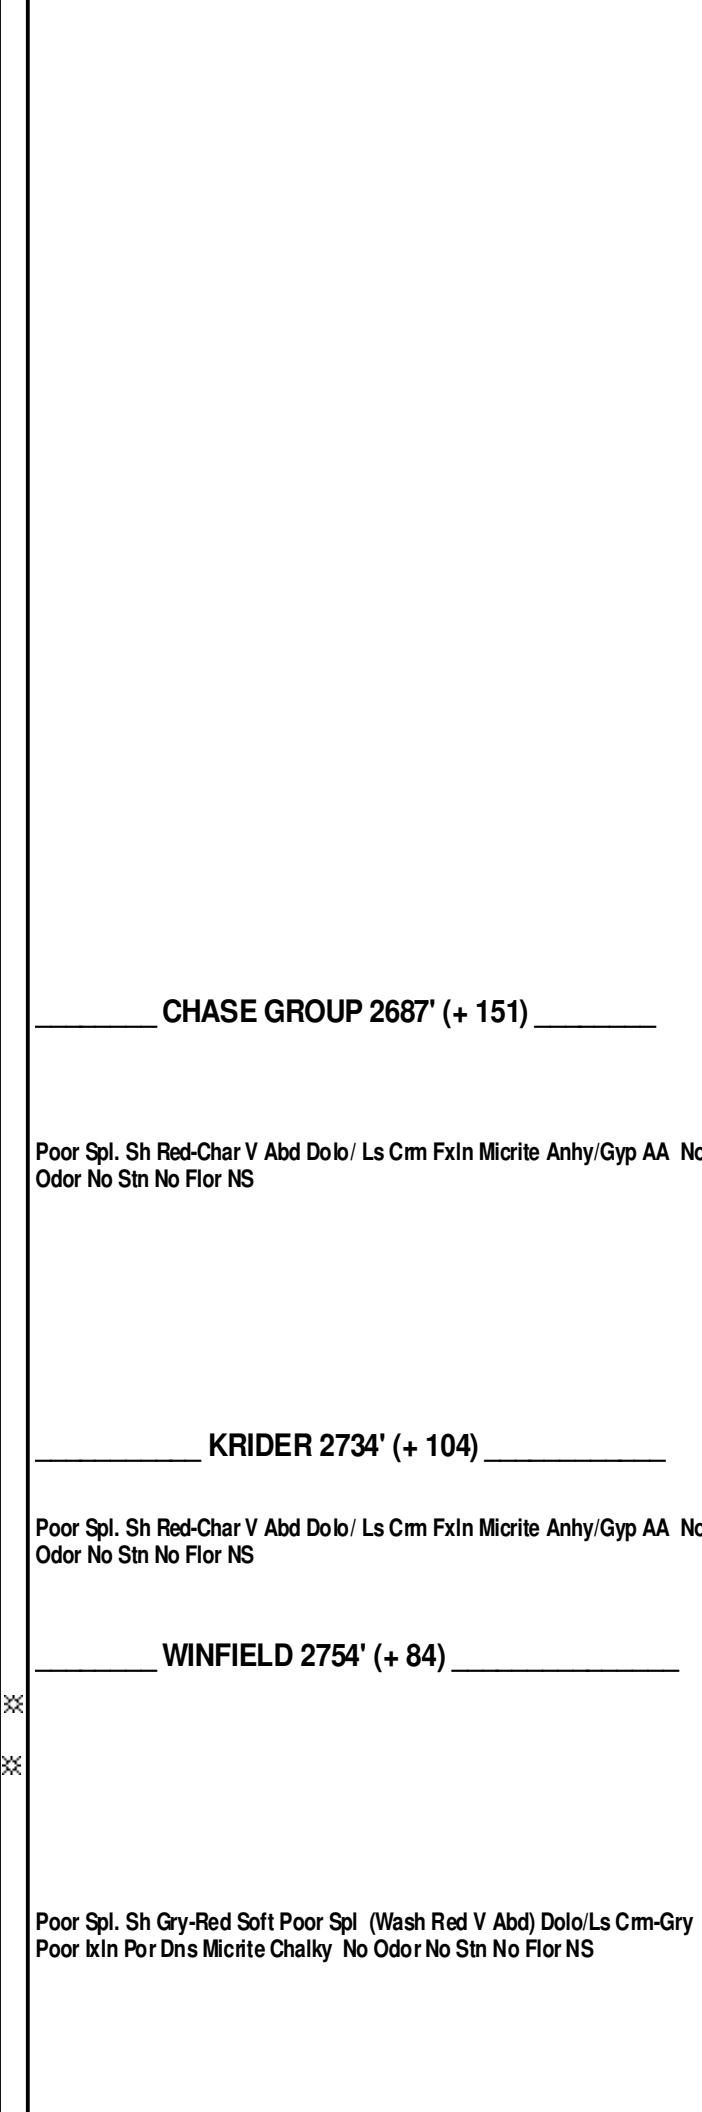 ________ CHASE GROUP 2687' (+ 151) ________
Poor Spl. Sh Red-Char V Abd Dolo/ Ls Crm Fxln Micrite Anhy/Gyp AA No
Odor No Stn No Flor NS
___________ KRIDER 2734' (+ 104) ____________
Poor Spl. Sh Red-Char V Abd Dolo/ Ls Crm Fxln Micrite Anhy/Gyp AA No
Odor No Stn No Flor NS
________ WINFIELD 2754' (+ 84) _______________
Poor Spl. Sh Gry-Red Soft Poor Spl (Wash Red V Abd) Dolo/Ls Crm-Gry
Poor Ixln Por Dns Micrite Chalky No Odor No Stn No Flor NS